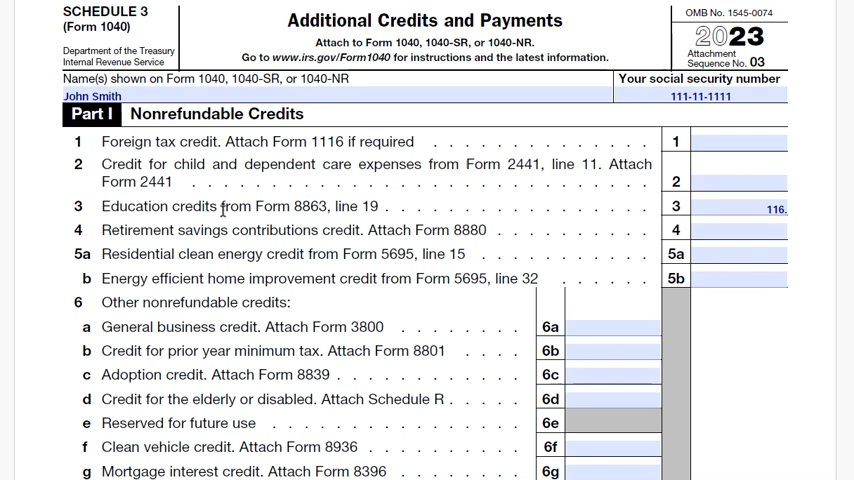 SCHEDULE 3
(Form 1040)
Department of the Treasury
Internal Revenue Service
Additional Credits and Payments
Attach to Form 1040, 1040-SR, or 1040-NR.
Go to www.irs.gov/Form1040 for instructions and the latest information.
OMB No. 1545-0074
2023
Attachment
Sequence No. 03
Name(s) shown on Form 1040, 1040-SR, or 1040-NR
Your social security number
John Smith
111-11-1111
Part I Nonrefundable Credits
1 Foreign tax credit. Attach Form 1116 if required . . . . . . . . . . . . . . 1
2 Credit for child and dependent care expenses from Form 2441, line 11. Attach
Form 2441 . . . . . . . . . . . . . . . . . . . . . . . . . . . . 2
3 Education credits from Form 8863, line 19 . . . . . . . . . . . . . . . . 3 116.
4 Retirement savings contributions credit. Attach Form 8880 . . . . . . . . . . 4
5a Residential clean energy credit from Form 5695, line 15 . . . . . . . . . . . 5a
b Energy efficient home improvement credit from Form 5695, line 32 . . . . . . 5b
6 Other nonrefundable credits:
a General business credit. Attach Form 3800 . . . . . . . . 6a
b Credit for prior year minimum tax. Attach Form 8801 . . . . 6b
c Adoption credit. Attach Form 8839 . . . . . . . . . . . 6c
d Credit for the elderly or disabled. Attach Schedule R . . . . . 6d
e Reserved for future use . . . . . . . . . . . . . . . 6e
f Clean vehicle credit. Attach Form 8936 . . . . . . . . . 6f
g Mortgage interest credit. Attach Form 8396 . . . . . . . . 6g